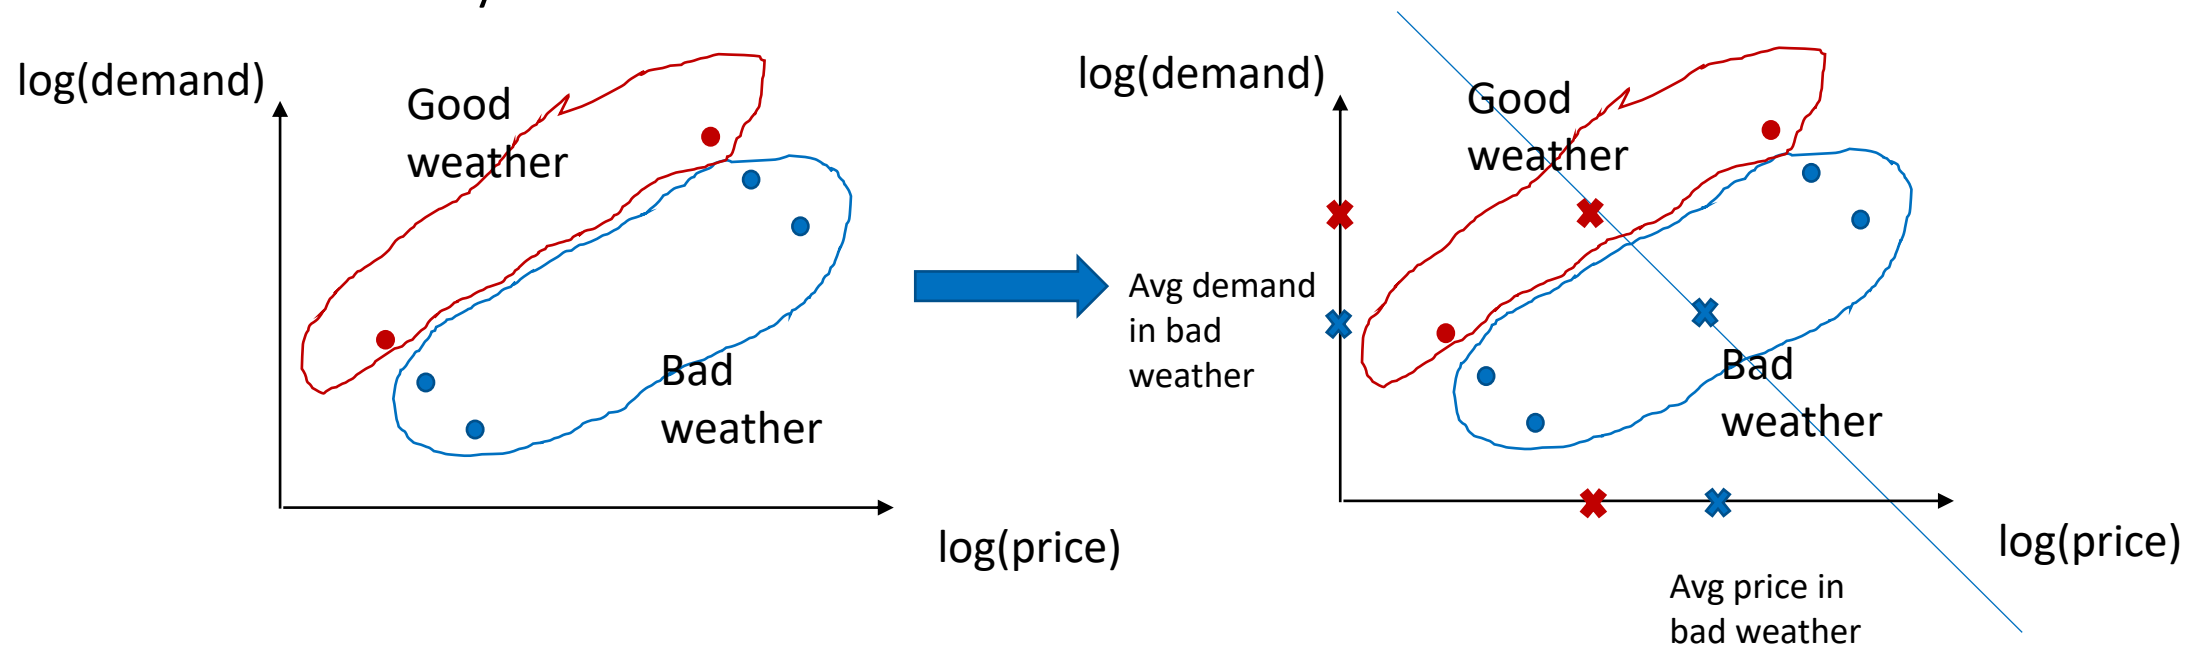 log(demand)
Good
weather
Bad
weather
log(price)
log(demand)
Good
weather
Avg demand
in bad
weather
Bad
weather
log(price)
Avg price in
bad weather